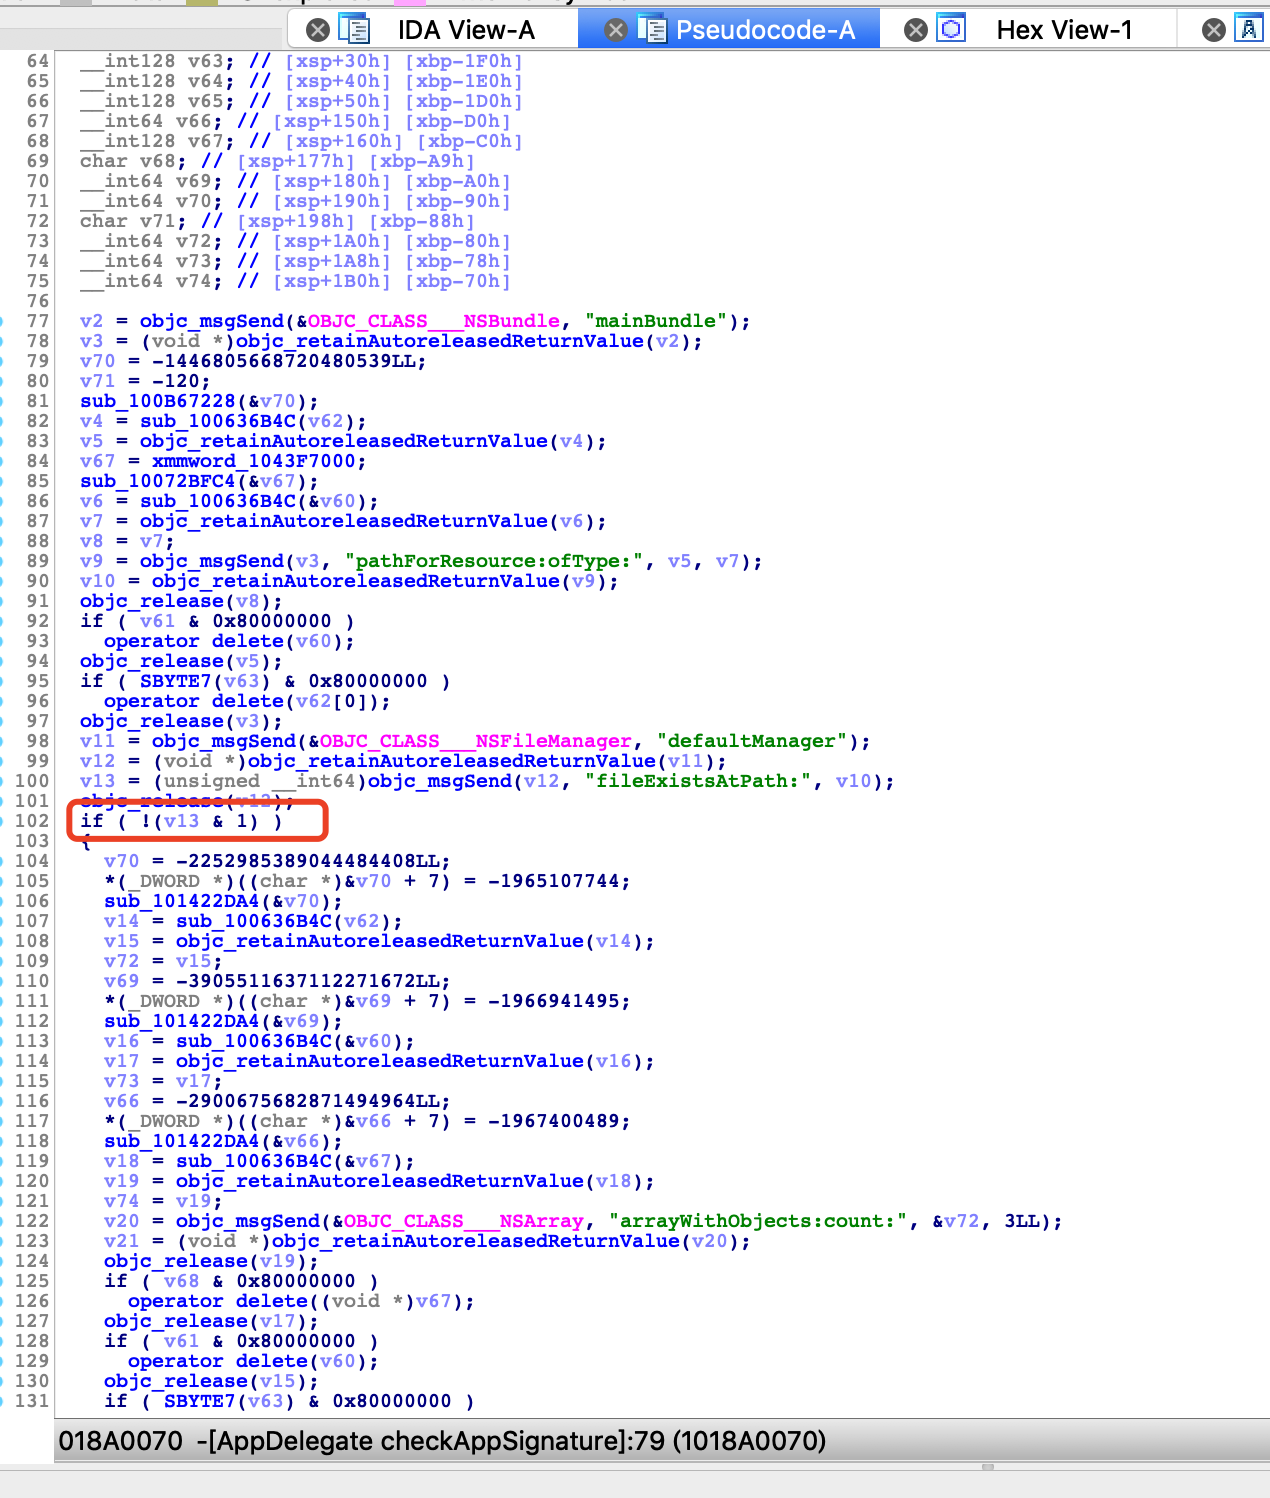 IDA View-A
Pseudocode-A
Hex View-1
64 __int128 v63; // [xsp+30h] [xbp-1F0h]
65 __int128 v64; // [xsp+40h] [xbp-1E0h]
66 __int128 v65; // [xsp+50h] [xbp-1D0h]
67 __int64 v66; // [xsp+150h] [xbp-D0h]
68 __int128 v67; // [xsp+160h] [xbp-C0h]
69 char v68; // [xsp+177h] [xbp-A9h]
70 __int64 v69; // [xsp+180h] [xbp-A0h]
71 __int64 v70; // [xsp+190h] [xbp-90h]
72 char v71; // [xsp+198h] [xbp-88h]
73 __int64 v72; // [xsp+1A0h] [xbp-80h]
74 __int64 v73; // [xsp+1A8h] [xbp-78h]
75 __int64 v74; // [xsp+1B0h] [xbp-70h]
76
77 v2 = objc_msgSend(&OBJC_CLASS___NSBundle, "mainBundle");
78 v3 = (void *)objc_retainAutoreleasedReturnValue(v2);
79 v70 = -1446805668720480539LL;
80 v71 = -120;
81 sub_100B67228(&v70);
82 v4 = sub_100636B4C(v62);
83 v5 = objc_retainAutoreleasedReturnValue(v4);
84 v67 = xmmword_1043F7000;
85 sub_10072BFC4(&v67);
86 v6 = sub_100636B4C(&v60);
87 v7 = objc_retainAutoreleasedReturnValue(v6);
88 v8 = v7;
89 v9 = objc_msgSend(v3, "pathForResource:ofType:", v5, v7);
90 v10 = objc_retainAutoreleasedReturnValue(v9);
91 objc_release(v8);
92 if ( v61 & 0x80000000 )
93 operator delete(v60);
94 objc_release(v5);
95 if ( SBYTE7(v63) & 0x80000000 )
96 operator delete(v62[0]);
97 objc_release(v3);
98 v11 = objc_msgSend(&OBJC_CLASS___NSFileManager, "defaultManager");
99 v12 = (void *)objc_retainAutoreleasedReturnValue(v11);
100 v13 = (unsigned __int64)objc_msgSend(v12, "fileExistsAtPath:", v10);
101 objc_release(v12);
102 if ( !(v13 & 1) )
103 {
104 v70 = -2252985389044484408LL;
105 *(_DWORD *)((char *)&v70 + 7) = -1965107744;
106 sub_101422DA4(&v70);
107 v14 = sub_100636B4C(v62);
108 v15 = objc_retainAutoreleasedReturnValue(v14);
109 v72 = v15;
110 v69 = -3905511637112271672LL;
111 *(_DWORD *)((char *)&v69 + 7) = -1966941495;
112 sub_101422DA4(&v69);
113 v16 = sub_100636B4C(&v60);
114 v17 = objc_retainAutoreleasedReturnValue(v16);
115 v73 = v17;
116 v66 = -2900675682871494964LL;
117 *(_DWORD *)((char *)&v66 + 7) = -1967400489;
118 sub_101422DA4(&v66);
119 v18 = sub_100636B4C(&v67);
120 v19 = objc_retainAutoreleasedReturnValue(v18);
121 v74 = v19;
122 v20 = objc_msgSend(&OBJC_CLASS___NSArray, "arrayWithObjects:count:", &v72, 3LL);
123 v21 = (void *)objc_retainAutoreleasedReturnValue(v20);
124 objc_release(v19);
125 if ( v68 & 0x80000000 )
126 operator delete((void *)v67);
127 objc_release(v17);
128 if ( v61 & 0x80000000 )
129 operator delete(v60);
130 objc_release(v15);
131 if ( SBYTE7(v63) & 0x80000000 )
018A0070 -[AppDelegate checkAppSignature]:79 (1018A0070)